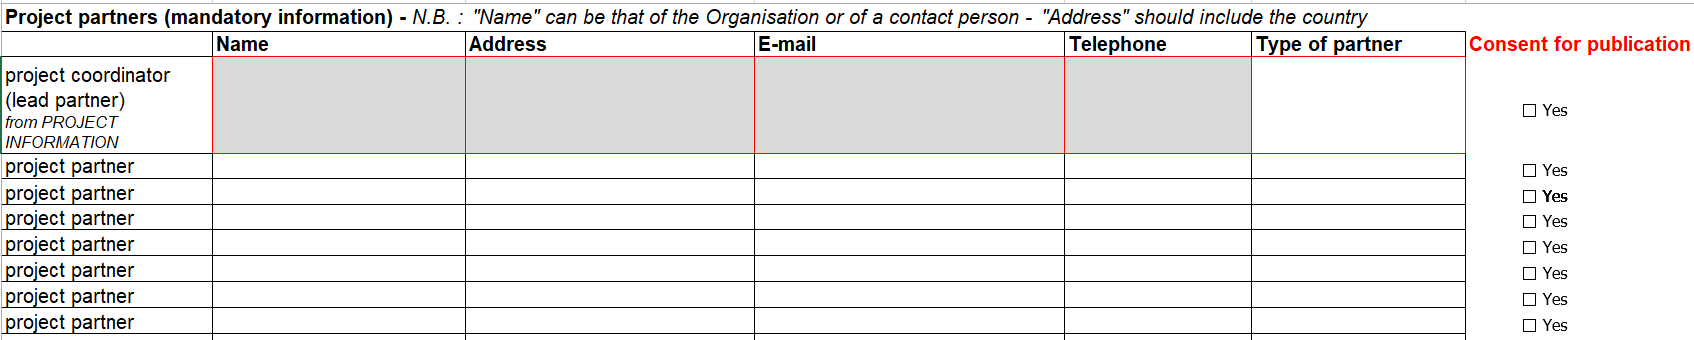 Project partners (mandatory information) - N.B. : "Name" can be that of the Organisation or of a contact person - "Address" should include the country
Name Address E-mail Telephone Type of partner Consent for publication
project coordinator
(lead partner)
from PROJECT
INFORMATION
Yes
project partner Yes
project partner Yes
project partner Yes
project partner Yes
project partner Yes
project partner Yes
project partner Yes